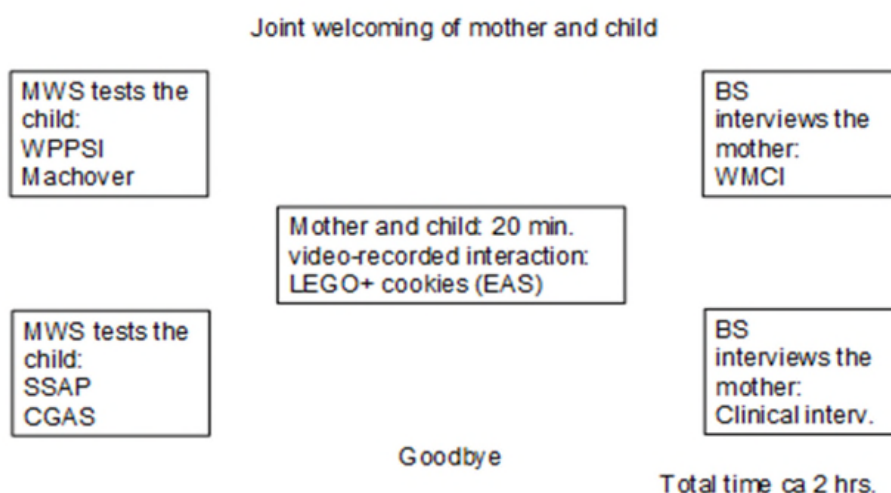 Joint welcoming of mother and child
MWS tests the
child:
WPPSI
Machover
BS
interviews the
mother:
WMCI
Mother and child: 20 min.
video-recorded interaction:
LEGO+ cookies (EAS)
MWS tests the
child:
SSAP
CGAS
BS
interviews the
mother:
Clinical interv.
Goodbye
Total time ca 2 hrs.